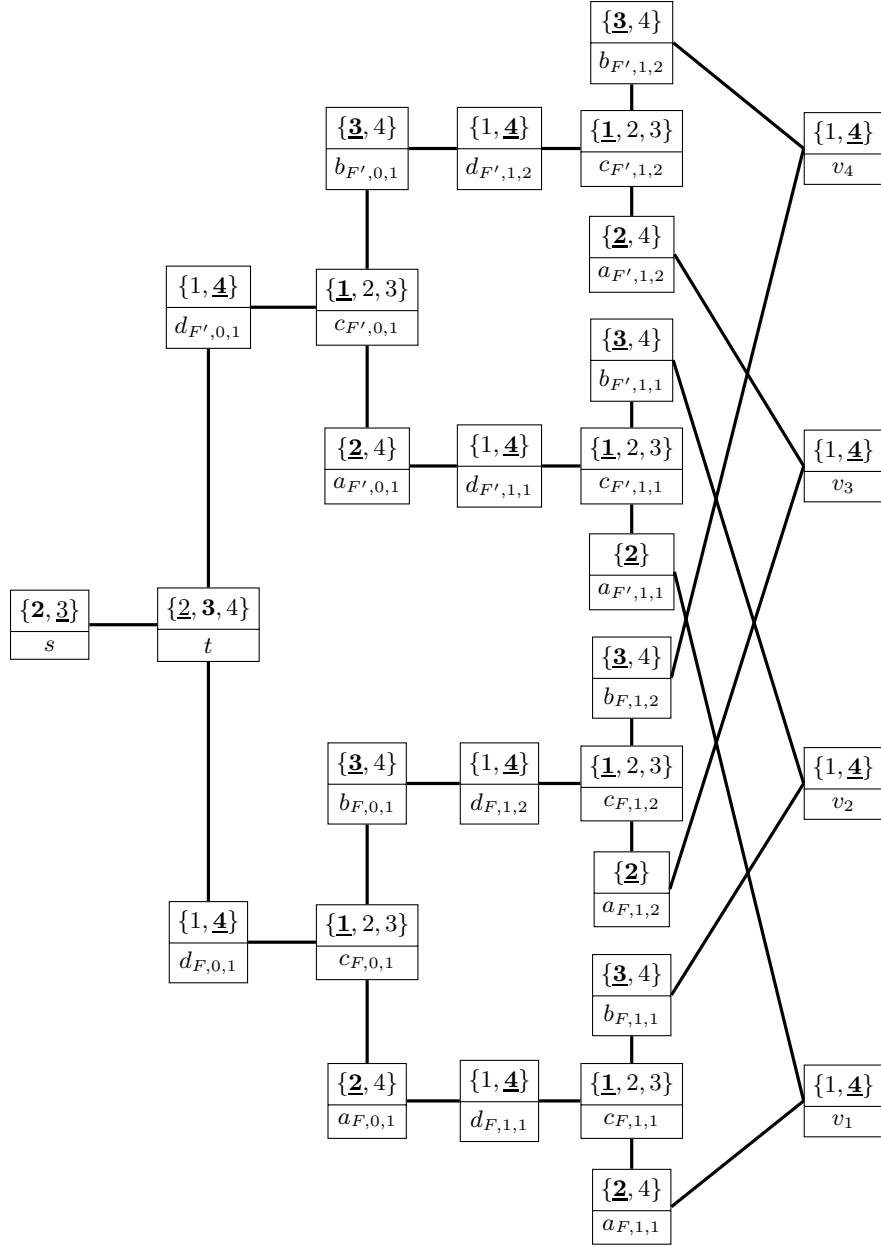 {3, 4}
b_{F',1,2}
{3, 4}
b_{F',0,1}
{1, 4}
d_{F',1,2}
{1, 2, 3}
c_{F',1,2}
{1, 4}
v_4
{2, 4}
a_{F',1,2}
{1, 4}
d_{F',0,1}
{1, 2, 3}
c_{F',0,1}
{3, 4}
b_{F',1,1}
{2, 4}
a_{F',0,1}
{1, 4}
d_{F',1,1}
{1, 2, 3}
c_{F',1,1}
{1, 4}
v_3
{2}
a_{F',1,1}
{2, 3}
s
{2, 3, 4}
t
{3, 4}
b_{F,1,2}
{3, 4}
b_{F,0,1}
{1, 4}
d_{F,1,2}
{1, 2, 3}
c_{F,1,2}
{1, 4}
v_2
{2}
a_{F,1,2}
{1, 4}
d_{F,0,1}
{1, 2, 3}
c_{F,0,1}
{3, 4}
b_{F,1,1}
{2, 4}
a_{F,0,1}
{1, 4}
d_{F,1,1}
{1, 2, 3}
c_{F,1,1}
{1, 4}
v_1
{2, 4}
a_{F,1,1}